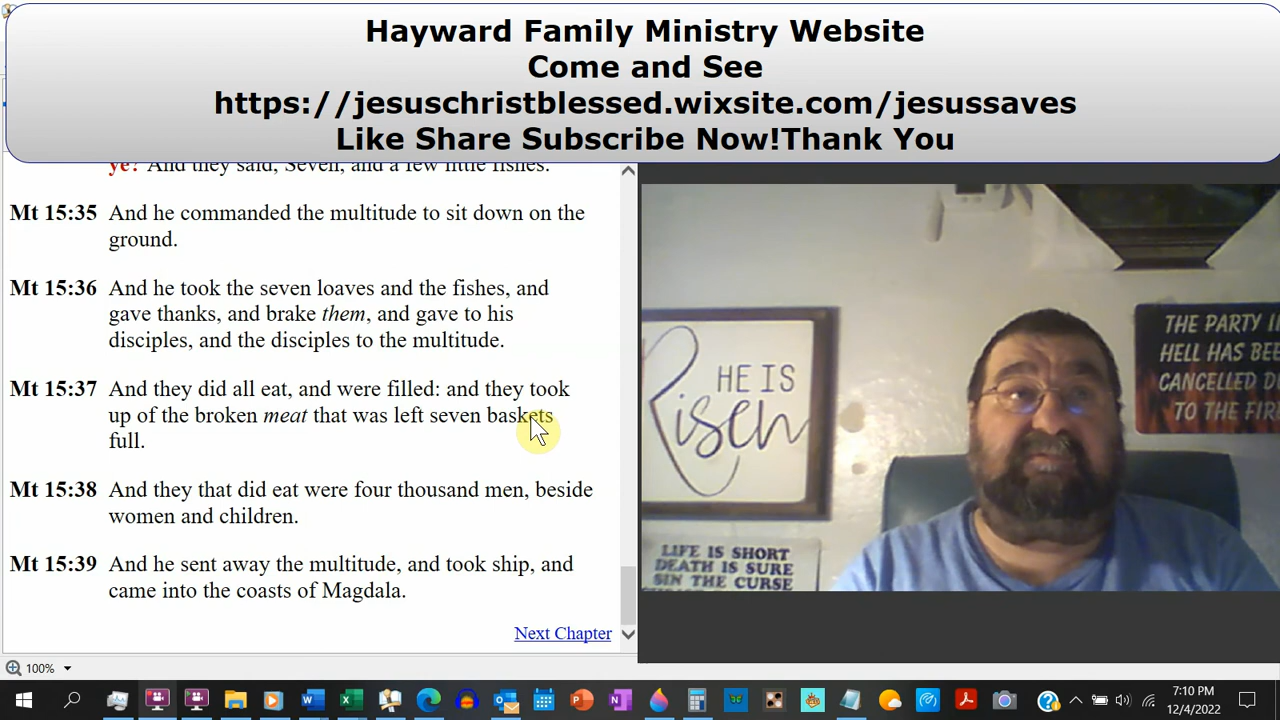 Hayward Family Ministry Website
Come and See
https://jesuschristblessed.wixsite.com/jesussaves
Like Share Subscribe Now!Thank You
ye? And they said, Seven, and a few little fishes.
Mt 15:35 And he commanded the multitude to sit down on the
ground.
Mt 15:36 And he took the seven loaves and the fishes, and
gave thanks, and brake them, and gave to his
disciples, and the disciples to the multitude.
Mt 15:37 And they did all eat, and were filled: and they took
up of the broken meat that was left seven baskets
full.
Mt 15:38 And they that did eat were four thousand men, beside
women and children.
Mt 15:39 And he sent away the multitude, and took ship, and
came into the coasts of Magdala.
Next Chapter
HE IS
Risen
THE PARTY
HELL HAS BEE
CANCELLED
TO THE FIR
LIFE IS SHORT
DEATH IS SURE
SIN THE CURSE
100%
7:10 PM
12/4/2022